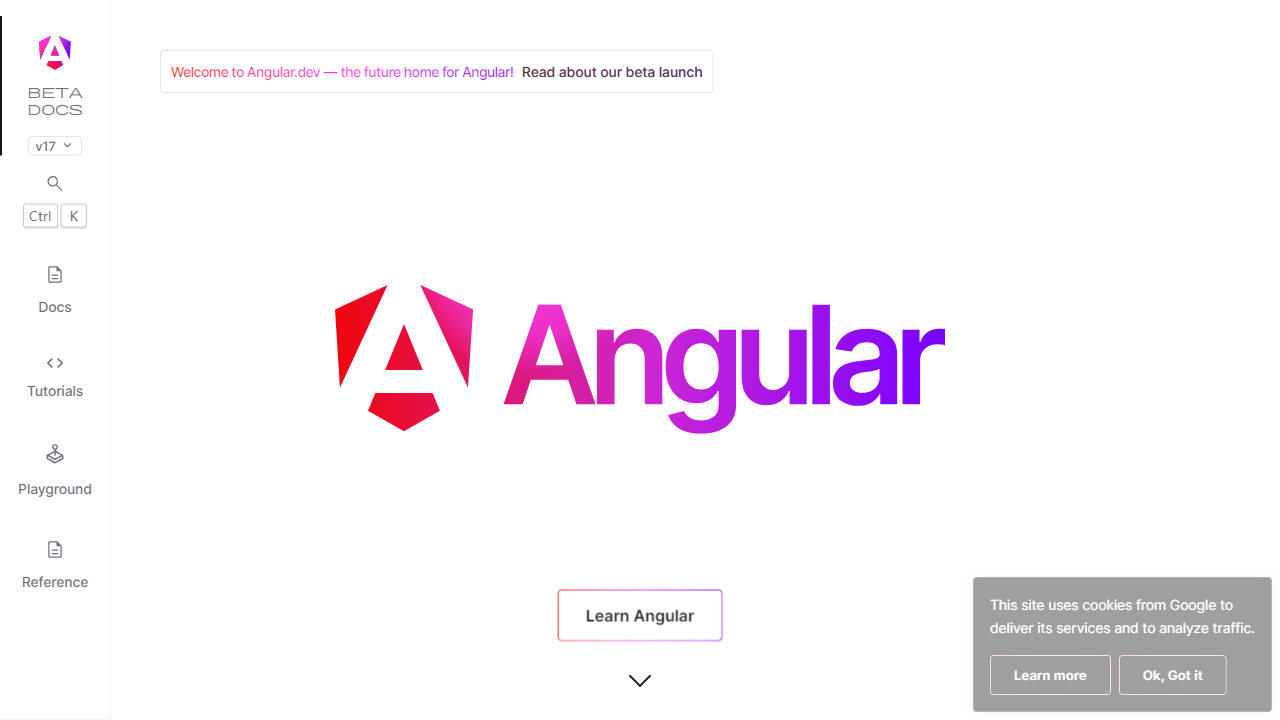 BETA
DOCS
v17
Ctrl K
Docs
Tutorials
Playground
Reference
Welcome to Angular.dev — the future home for Angular! Read about our beta launch
Angular
Learn Angular
This site uses cookies from Google to
deliver its services and to analyze traffic.
Learn more Ok, Got it